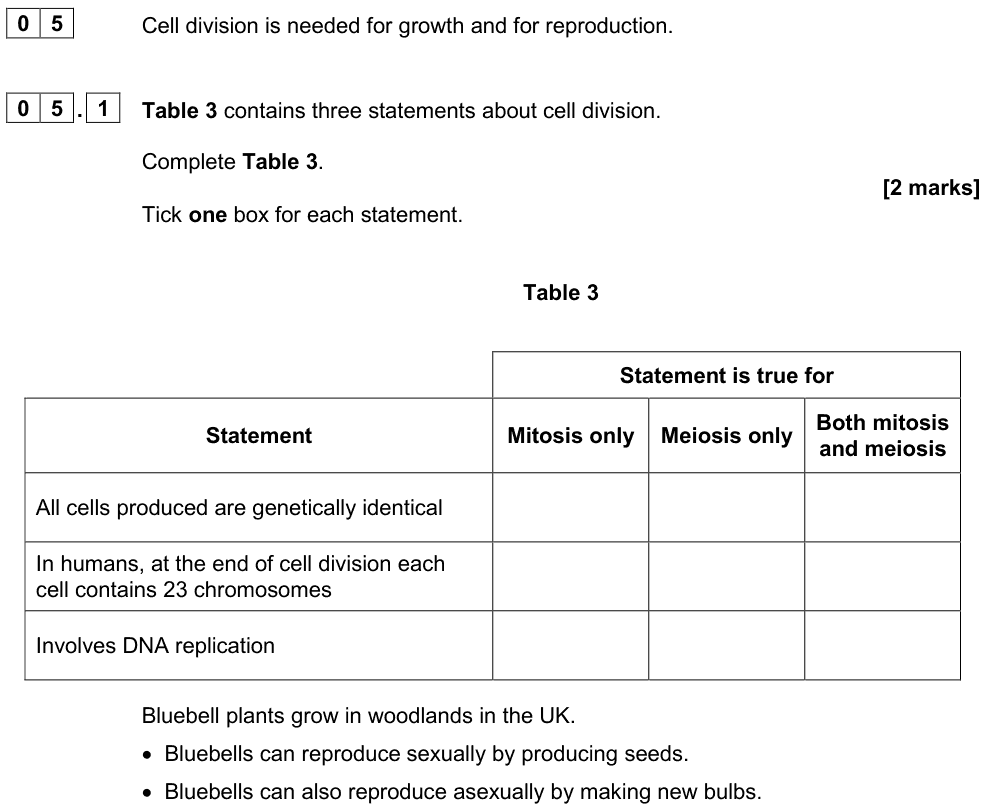 0 5 Cell division is needed for growth and for reproduction.
0 5 . 1 Table 3 contains three statements about cell division.
Complete Table 3.
[2 marks]
Tick one box for each statement.
Table 3
Statement is true for
Statement Mitosis only Meiosis only Both mitosis and meiosis
All cells produced are genetically identical
In humans, at the end of cell division each
cell contains 23 chromosomes
Involves DNA replication
Bluebell plants grow in woodlands in the UK.
• Bluebells can reproduce sexually by producing seeds.
• Bluebells can also reproduce asexually by making new bulbs.